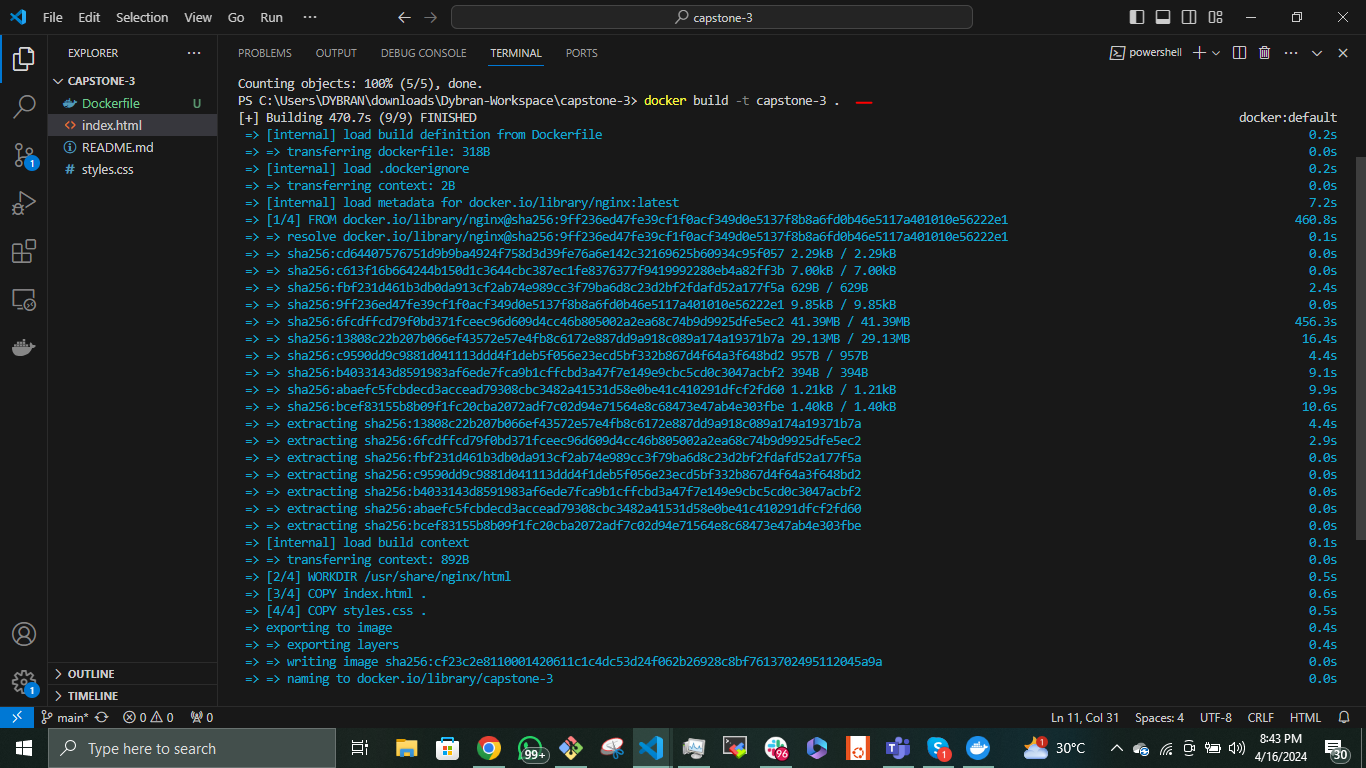 File Edit Selection View Go Run ··· capstone-3
EXPLORER ···
CAPSTONE-3
Dockerfile U
index.html
README.md
styles.css
OUTLINE
TIMELINE
1
1
PROBLEMS OUTPUT DEBUG CONSOLE TERMINAL PORTS powershell
Counting objects: 100% (5/5), done.
PS C:\Users\DYBRAN\downloads\Dybran-Workspace\capstone-3> docker build -t capstone-3 .
[+] Building 470.7s (9/9) FINISHED docker:default
=> [internal] load build definition from Dockerfile 0.2s
=> => transferring dockerfile: 318B 0.0s
=> [internal] load .dockerignore 0.2s
=> => transferring context: 2B 0.0s
=> [internal] load metadata for docker.io/library/nginx:latest 7.2s
=> [1/4] FROM docker.io/library/nginx@sha256:9ff236ed47fe39cf1f0acf349d0e5137f8b8a6fd0b46e5117a401010e56222e1 460.8s
=> => resolve docker.io/library/nginx@sha256:9ff236ed47fe39cf1f0acf349d0e5137f8b8a6fd0b46e5117a401010e56222e1 0.1s
=> => sha256:cd64407576751d9b9ba4924f758d3d39fe76a6e142c32169625b60934c95f057 2.29kB / 2.29kB 0.0s
=> => sha256:c613f16b664244b150d1c3644cbc387ec1fe8376377f9419992280eb4a82ff3b 7.00kB / 7.00kB 0.0s
=> => sha256:fbf231d461b3db0da913cf2ab74e989cc3f79ba6d8c23d2bf2fdafd52a177f5a 629B / 629B 2.4s
=> => sha256:9ff236ed47fe39cf1f0acf349d0e5137f8b8a6fd0b46e5117a401010e56222e1 9.85kB / 9.85kB 0.0s
=> => sha256:6fcdffcd79f0bd371fceec96d609d4cc46b805002a2ea68c74b9d9925dfe5ec2 41.39MB / 41.39MB 456.3s
=> => sha256:13808c22b207b066ef43572e57e4fb8c6172e887dd9a918c089a174a19371b7a 29.13MB / 29.13MB 16.4s
=> => sha256:c9590dd9c9881d041113ddd4f1deb5f056e23ecd5bf332b867d4f64a3f648bd2 957B / 957B 4.4s
=> => sha256:b4033143d8591983af6ede7fca9b1cffcbd3a47f7e149e9cbc5cd0c3047acbf2 394B / 394B 9.1s
=> => sha256:abaefc5fcbdecd3accead79308cbc3482a41531d58e0be41c410291dfcf2fd60 1.21kB / 1.21kB 9.9s
=> => sha256:bcef83155b8b09f1fc20cba2072adf7c02d94e71564e8c68473e47ab4e303fbe 1.40kB / 1.40kB 10.6s
=> => extracting sha256:13808c22b207b066ef43572e57e4fb8c6172e887dd9a918c089a174a19371b7a 4.4s
=> => extracting sha256:6fcdffcd79f0bd371fceec96d609d4cc46b805002a2ea68c74b9d9925dfe5ec2 2.9s
=> => extracting sha256:fbf231d461b3db0da913cf2ab74e989cc3f79ba6d8c23d2bf2fdafd52a177f5a 0.0s
=> => extracting sha256:c9590dd9c9881d041113ddd4f1deb5f056e23ecd5bf332b867d4f64a3f648bd2 0.0s
=> => extracting sha256:b4033143d8591983af6ede7fca9b1cffcbd3a47f7e149e9cbc5cd0c3047acbf2 0.0s
=> => extracting sha256:abaefc5fcbdecd3accead79308cbc3482a41531d58e0be41c410291dfcf2fd60 0.0s
=> => extracting sha256:bcef83155b8b09f1fc20cba2072adf7c02d94e71564e8c68473e47ab4e303fbe 0.0s
=> [internal] load build context 0.1s
=> => transferring context: 892B 0.0s
=> [2/4] WORKDIR /usr/share/nginx/html 0.5s
=> [3/4] COPY index.html . 0.6s
=> [4/4] COPY styles.css . 0.5s
=> exporting to image 0.4s
=> => exporting layers 0.4s
=> => writing image sha256:cf23c2e8110001420611c1c4dc53d24f062b26928c8bf7613702495112045a9a 0.0s
=> => naming to docker.io/library/capstone-3 0.0s
main* 0 0 0 Ln 11, Col 31 Spaces: 4 UTF-8 CRLF HTML
Type here to search 99+ 96 1 1 30°C 8:43 PM
4/16/2024 30